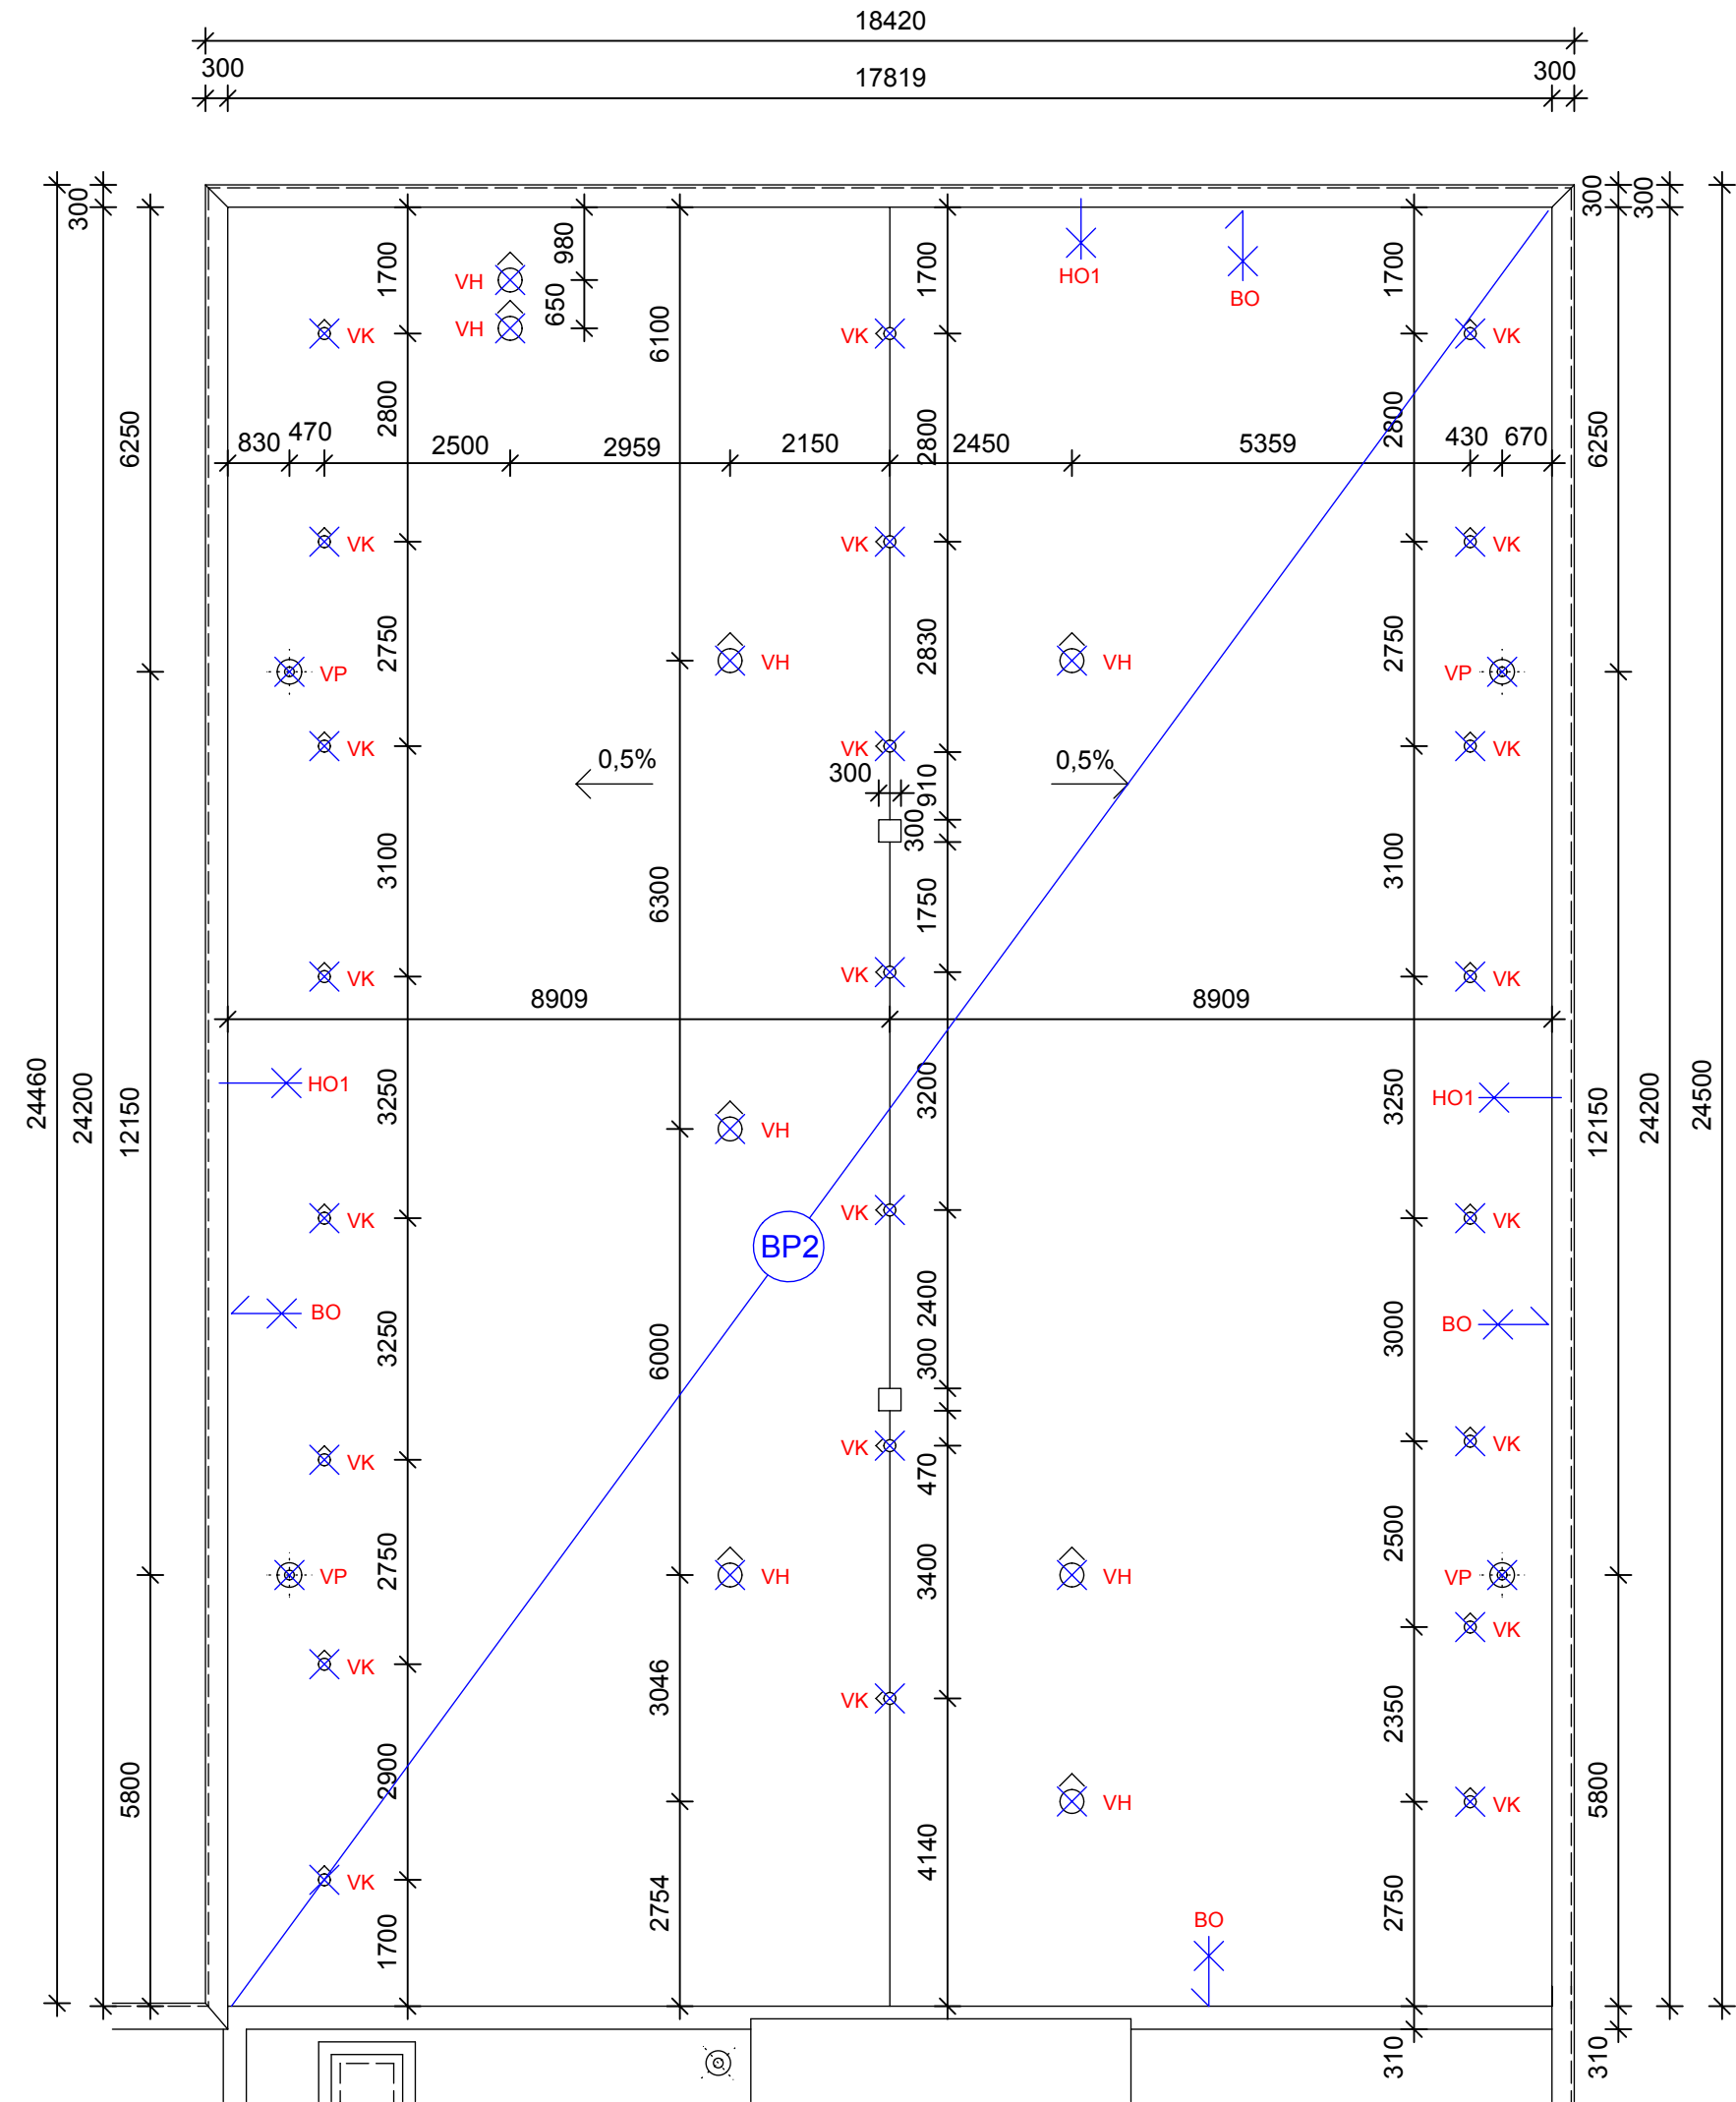 18420
300
17819
300
300
300
300
980
1700
1700
1700
VH
HO1
650
BO
VH
6100
VK
VK
VK
2800
2800
2800
6250
6250
830
470
2500
2959
2150
2450
5359
430
670
VK
VK
VK
2750
2830
2750
VH
VH
VP
VP
VK
VK
VK
0,5%
0,5%
300
910
300
3100
3100
6300
1750
VK
VK
VK
8909
8909
24460
24200
12150
HO1
3250
3200
3250
HO1
12150
24200
24500
VH
VK
VK
VK
BP2
2400
BO
BO
3250
6000
300
3000
VK
VK
VK
470
2750
3400
2500
VP
VH
VH
VP
VK
VK
3046
VK
2350
2900
5800
5800
VH
VK
4140
VK
2754
2750
1700
BO
310
310